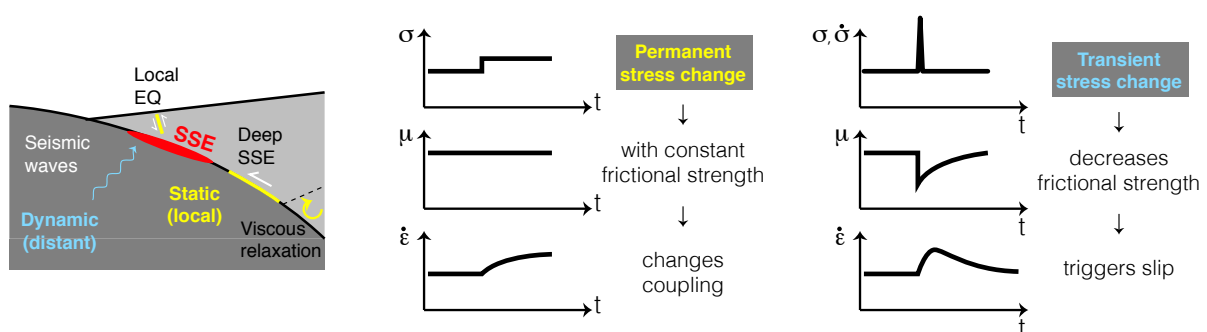 Local
EQ
SSE
Deep
SSE
Seismic
waves
Static
(local)
Dynamic
(distant)
Viscous
relaxation
σ
t
μ
t
ε̇
t
Permanent
stress change
with constant
frictional strength
changes
coupling
σ, σ̇
t
μ
t
ε̇
t
Transient
stress change
decreases
frictional strength
triggers slip